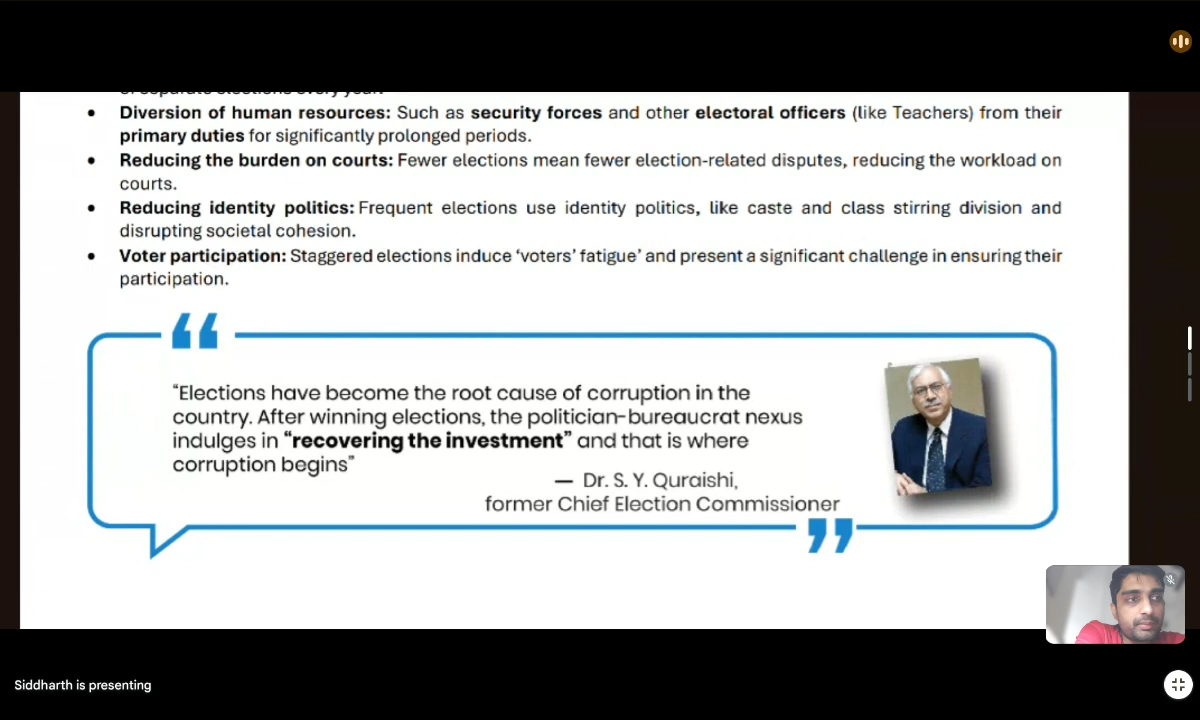 of separate elections every year.
• Diversion of human resources: Such as security forces and other electoral officers (like Teachers) from their
primary duties for significantly prolonged periods.
• Reducing the burden on courts: Fewer elections mean fewer election-related disputes, reducing the workload on
courts.
• Reducing identity politics: Frequent elections use identity politics, like caste and class stirring division and
disrupting societal cohesion.
• Voter participation: Staggered elections induce ‘voters’ fatigue’ and present a significant challenge in ensuring their
participation.
“
“Elections have become the root cause of corruption in the
country. After winning elections, the politician-bureaucrat nexus
indulges in “recovering the investment” and that is where
corruption begins”
— Dr. S. Y. Quraishi,
former Chief Election Commissioner
”
Siddharth is presenting